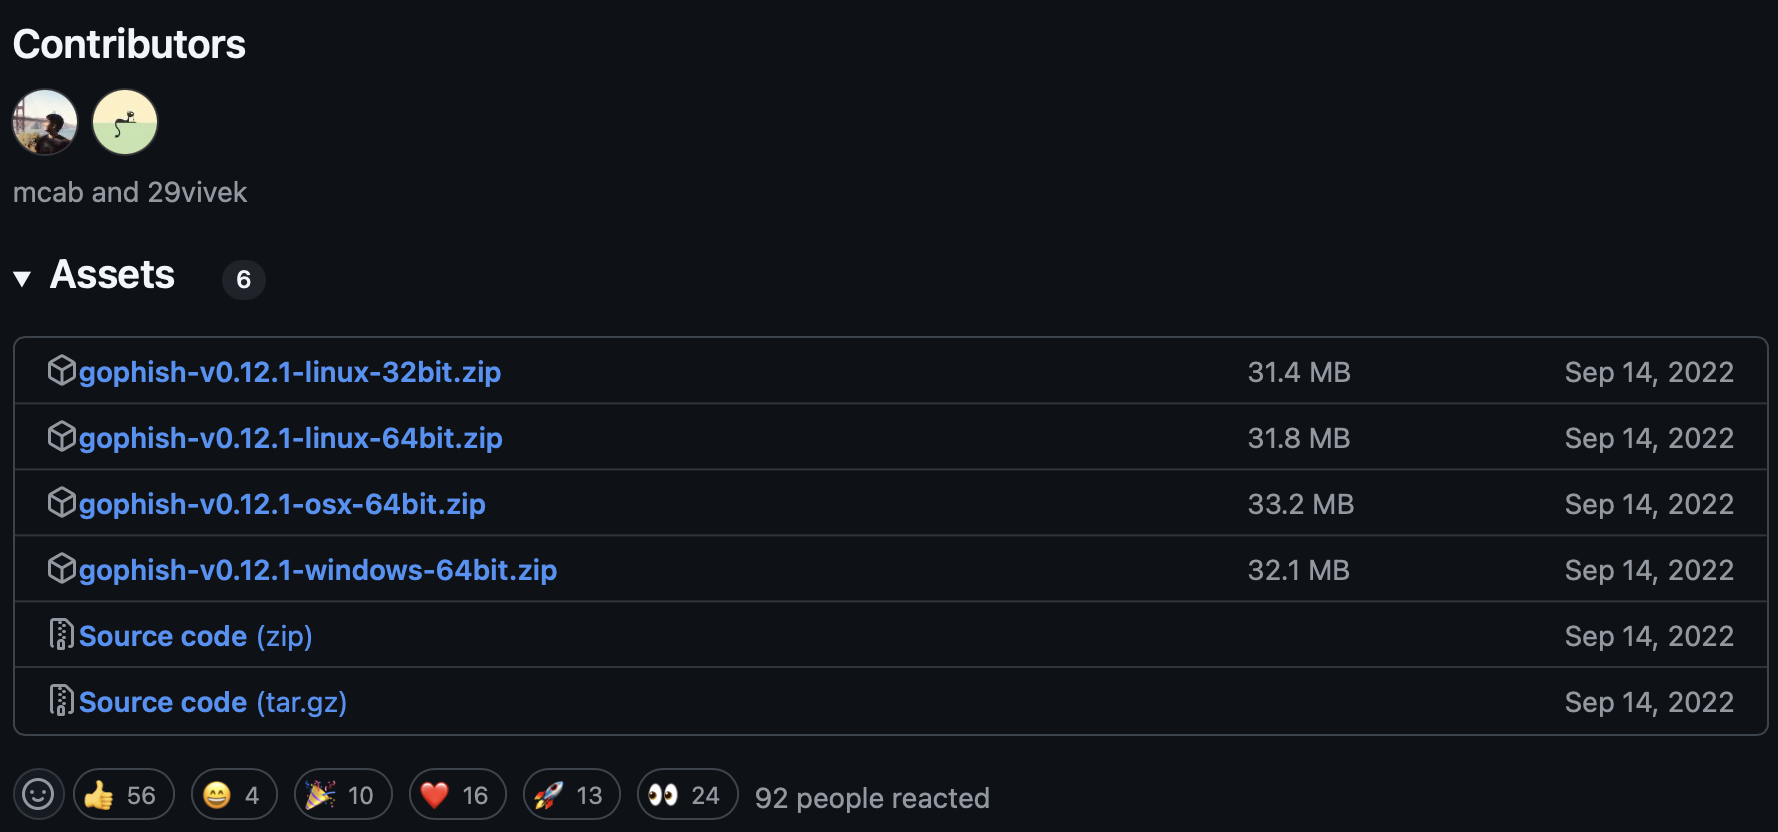 Contributors
mcab and 29vivek
Assets 6
gophish-v0.12.1-linux-32bit.zip 31.4 MB Sep 14, 2022
gophish-v0.12.1-linux-64bit.zip 31.8 MB Sep 14, 2022
gophish-v0.12.1-osx-64bit.zip 33.2 MB Sep 14, 2022
gophish-v0.12.1-windows-64bit.zip 32.1 MB Sep 14, 2022
Source code (zip) Sep 14, 2022
Source code (tar.gz) Sep 14, 2022
56 4 10 16 13 24 92 people reacted